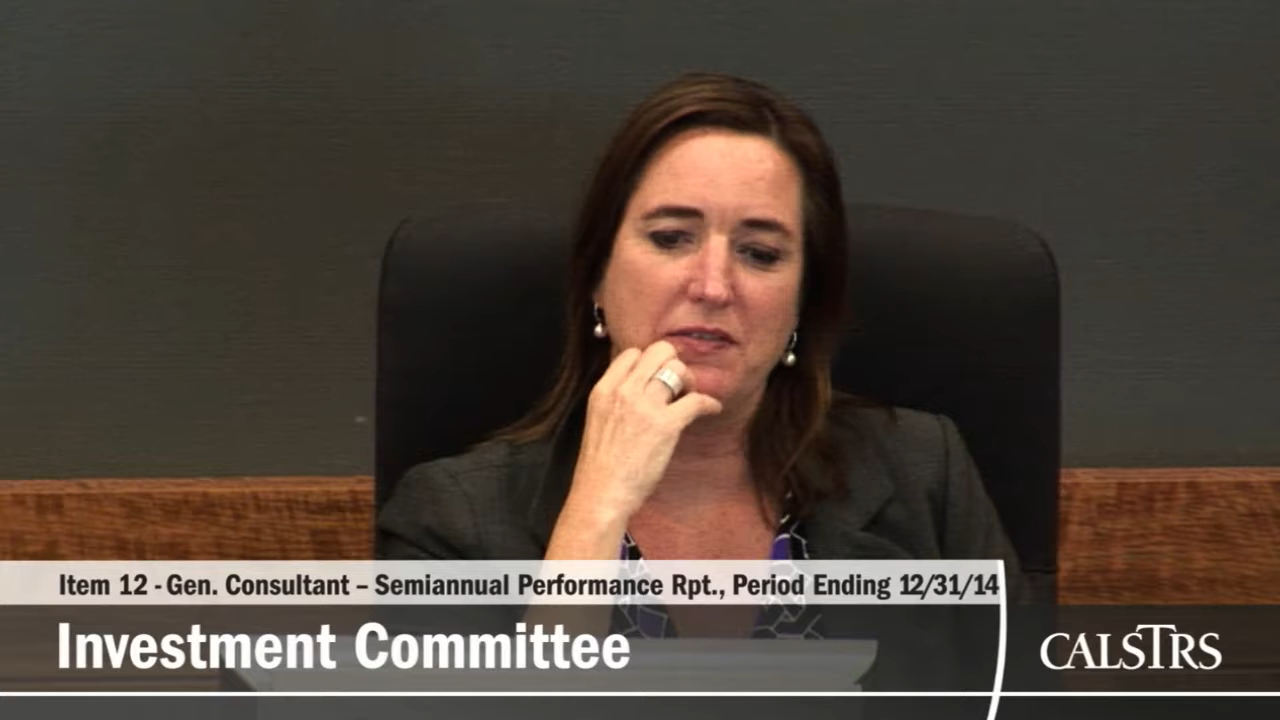 Item 12 - Gen. Consultant – Semiannual Performance Rpt., Period Ending 12/31/14
Investment Committee
CALSTRS